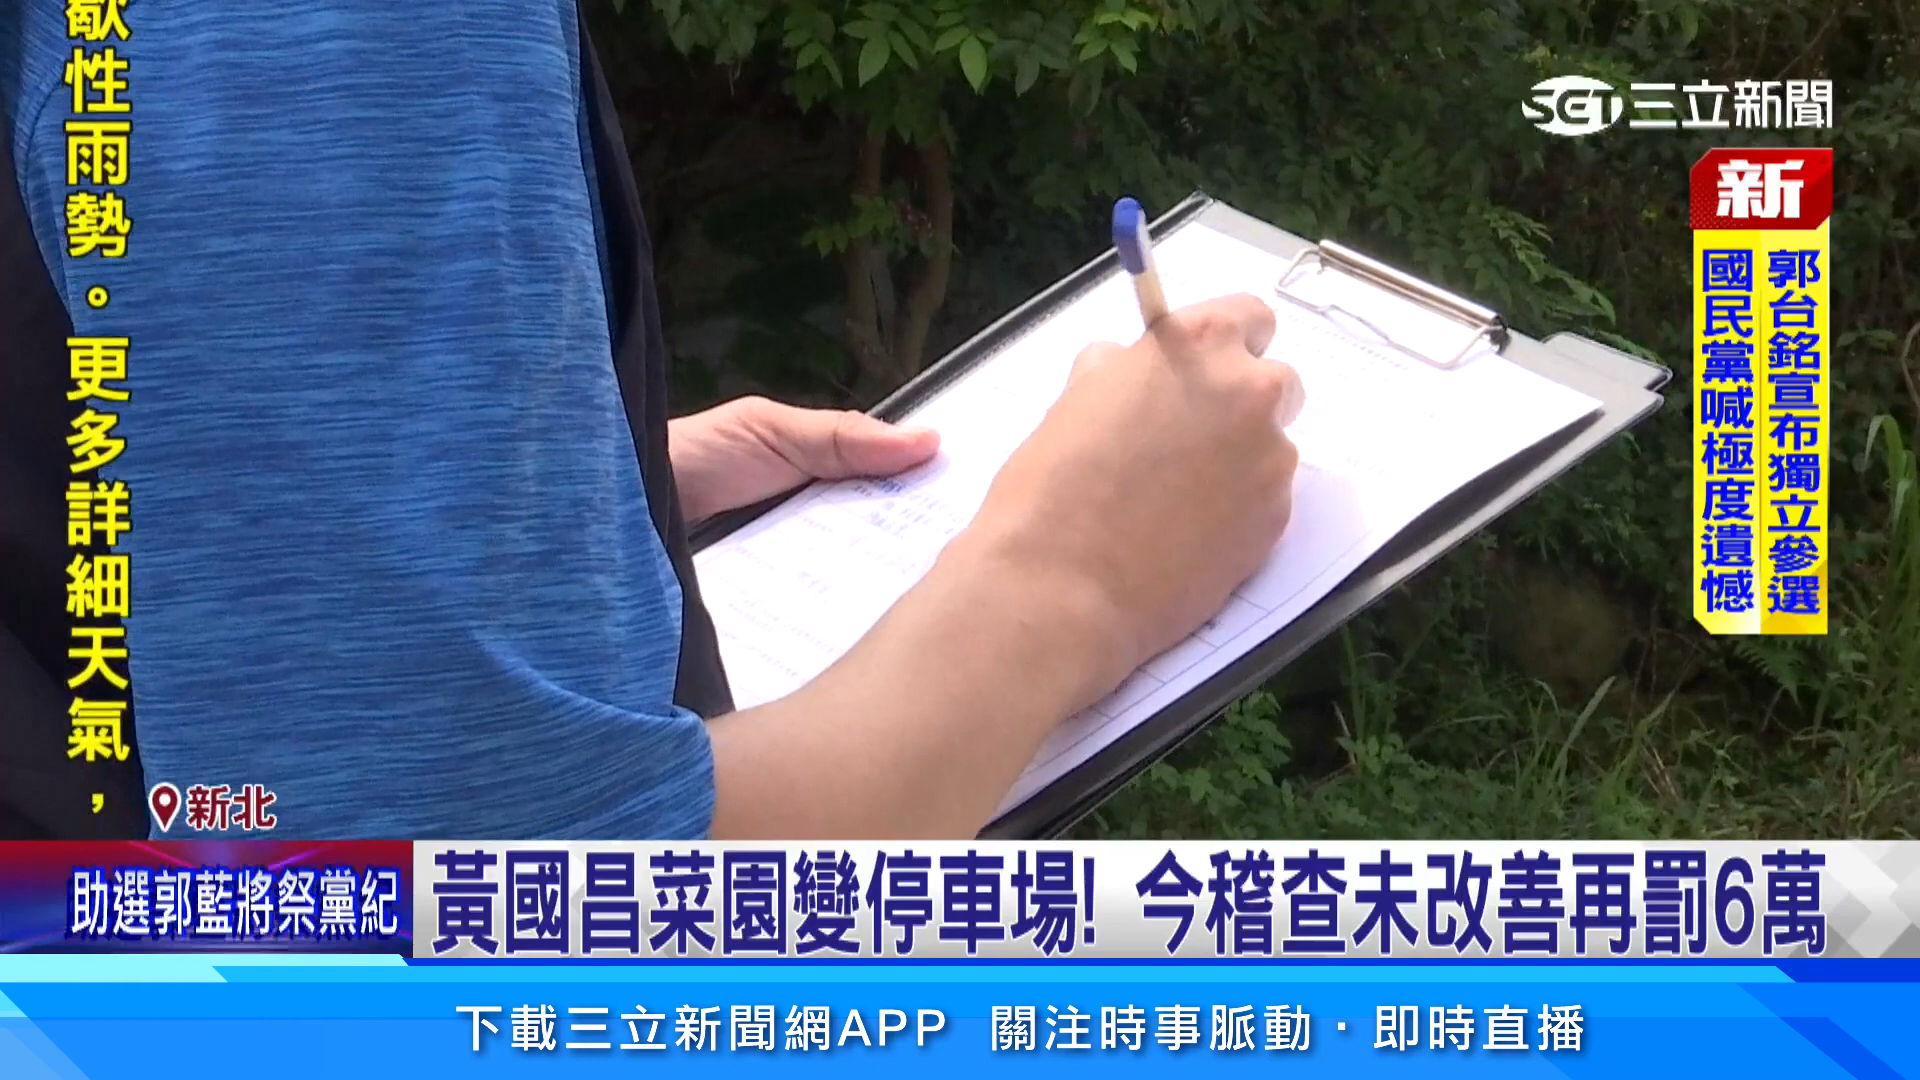 歇性雨勢。更多詳細天氣，
SET三立新聞
新
郭台銘宣布獨立參選
國民黨喊極度遺憾
新北
助選郭藍將祭黨紀
黃國昌菜園變停車場! 今稽查未改善再罰6萬
下載三立新聞網APP 關注時事脈動・即時直播